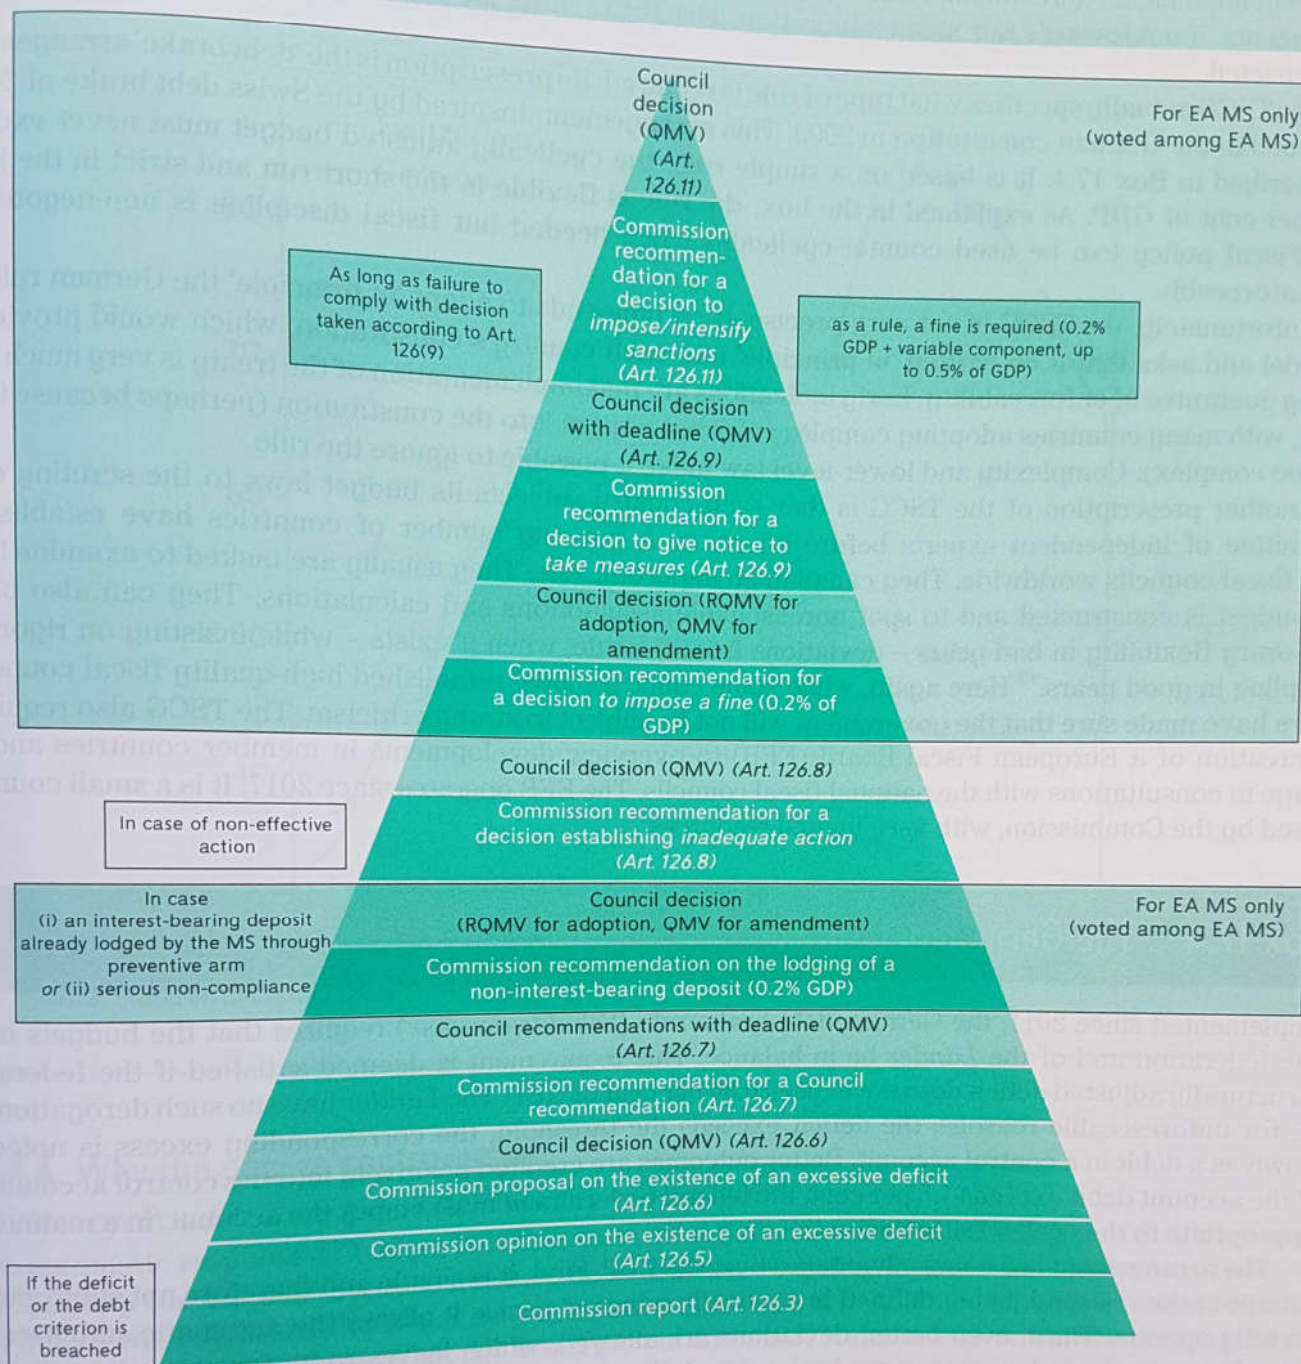 Council
decision
(QMV)
(Art.
126.11)
For EA MS only
(voted among EA MS)
Commission
recommen-
dation for a
decision to
impose/intensify
sanctions
(Art. 126.11)
As long as failure to
comply with decision
taken according to Art.
126(9)
as a rule, a fine is required (0.2%
GDP + variable component, up
to 0.5% of GDP)
Council decision
with deadline (QMV)
(Art. 126.9)
Commission
recommendation for a
decision to give notice to
take measures (Art. 126.9)
Council decision (RQMV for
adoption, QMV for
amendment)
Commission recommendation for
a decision to impose a fine (0.2% of
GDP)
Council decision (QMV) (Art. 126.8)
In case of non-effective
action
Commission recommendation for a
decision establishing inadequate action
(Art. 126.8)
In case
(i) an interest-bearing deposit
already lodged by the MS through
preventive arm
or (ii) serious non-compliance
Council decision
(RQMV for adoption, QMV for amendment)
For EA MS only
(voted among EA MS)
Commission recommendation on the lodging of a
non-interest-bearing deposit (0.2% GDP)
Council recommendations with deadline (QMV)
(Art. 126.7)
Commission recommendation for a Council
recommendation (Art. 126.7)
Council decision (QMV) (Art. 126.6)
Commission proposal on the existence of an excessive deficit
(Art. 126.6)
Commission opinion on the existence of an excessive deficit
(Art. 126.5)
If the deficit
or the debt
criterion is
breached
Commission report (Art. 126.3)